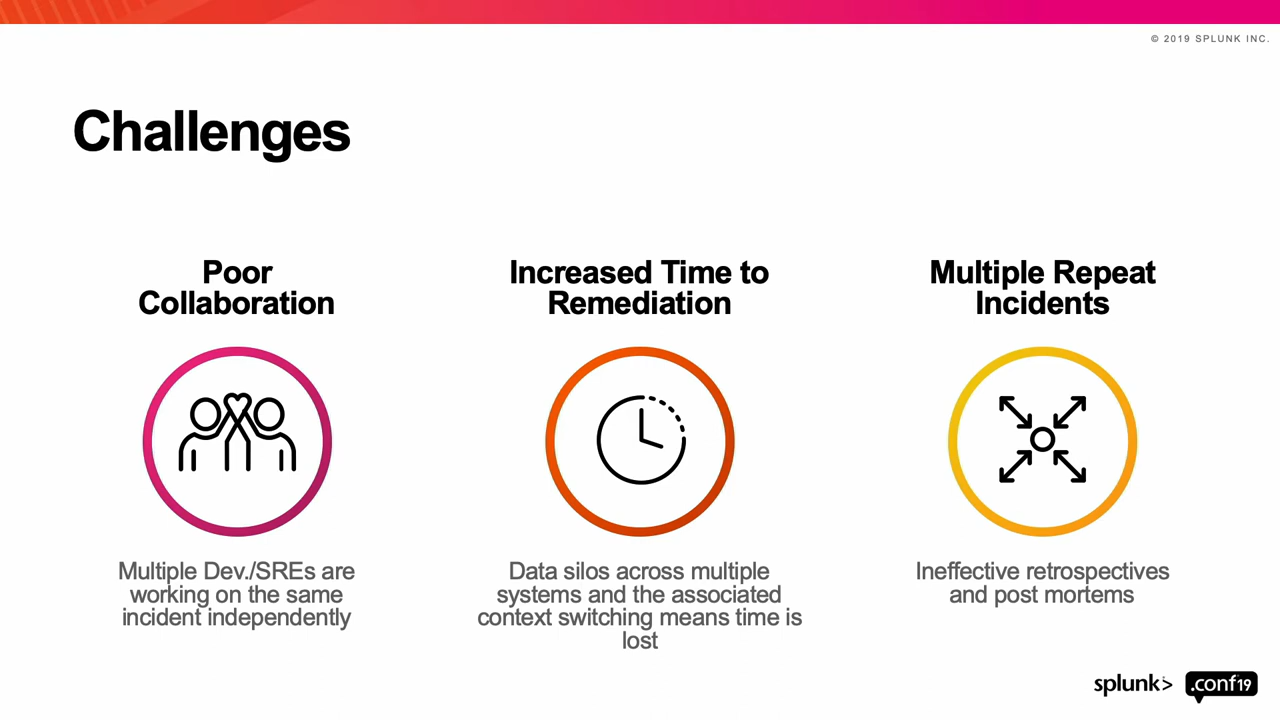 © 2019 SPLUNK INC.
Challenges
Poor
Collaboration
Multiple Dev./SREs are
working on the same
incident independently
Increased Time to
Remediation
Data silos across multiple
systems and the associated
context switching means time is
lost
Multiple Repeat
Incidents
Ineffective retrospectives
and post mortems
splunk> .conf19